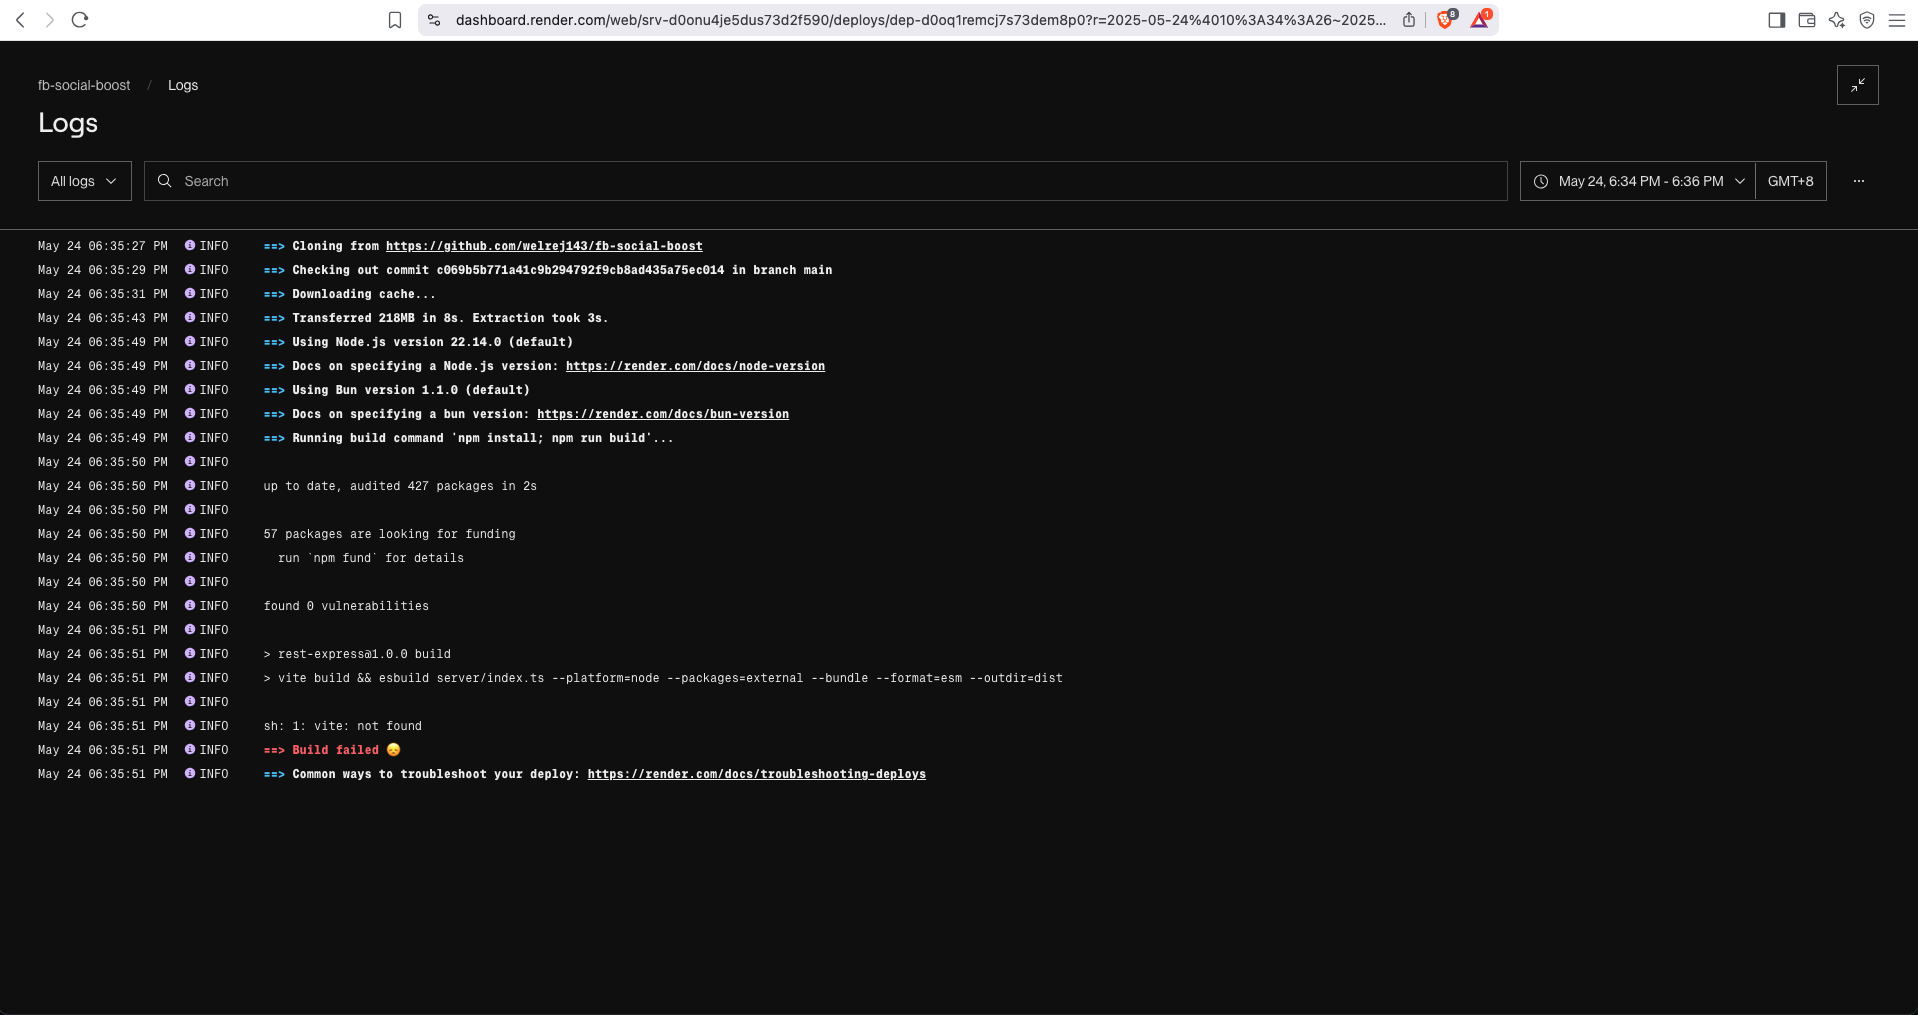 dashboard.render.com/web/srv-d0onu4je5dus73d2f590/deploys/dep-d0oq1remcj7s73dem8p0?r=2025-05-24%4010%3A34%3A26~2025...
8
1
fb-social-boost / Logs
Logs
All logs
Search
May 24, 6:34 PM - 6:36 PM
GMT+8
...
May 24 06:35:27 PM INFO ==> Cloning from https://github.com/welrej143/fb-social-boost
May 24 06:35:29 PM INFO ==> Checking out commit c069b5b771a41c9b294792f9cb8ad435a75ec014 in branch main
May 24 06:35:31 PM INFO ==> Downloading cache...
May 24 06:35:43 PM INFO ==> Transferred 218MB in 8s. Extraction took 3s.
May 24 06:35:49 PM INFO ==> Using Node.js version 22.14.0 (default)
May 24 06:35:49 PM INFO ==> Docs on specifying a Node.js version: https://render.com/docs/node-version
May 24 06:35:49 PM INFO ==> Using Bun version 1.1.0 (default)
May 24 06:35:49 PM INFO ==> Docs on specifying a bun version: https://render.com/docs/bun-version
May 24 06:35:49 PM INFO ==> Running build command 'npm install; npm run build'...
May 24 06:35:50 PM INFO
May 24 06:35:50 PM INFO up to date, audited 427 packages in 2s
May 24 06:35:50 PM INFO
May 24 06:35:50 PM INFO 57 packages are looking for funding
May 24 06:35:50 PM INFO run `npm fund` for details
May 24 06:35:50 PM INFO
May 24 06:35:50 PM INFO found 0 vulnerabilities
May 24 06:35:51 PM INFO
May 24 06:35:51 PM INFO > rest-express@1.0.0 build
May 24 06:35:51 PM INFO > vite build && esbuild server/index.ts --platform=node --packages=external --bundle --format=esm --outdir=dist
May 24 06:35:51 PM INFO
May 24 06:35:51 PM INFO sh: 1: vite: not found
May 24 06:35:51 PM INFO ==> Build failed 😞
May 24 06:35:51 PM INFO ==> Common ways to troubleshoot your deploy: https://render.com/docs/troubleshooting-deploys